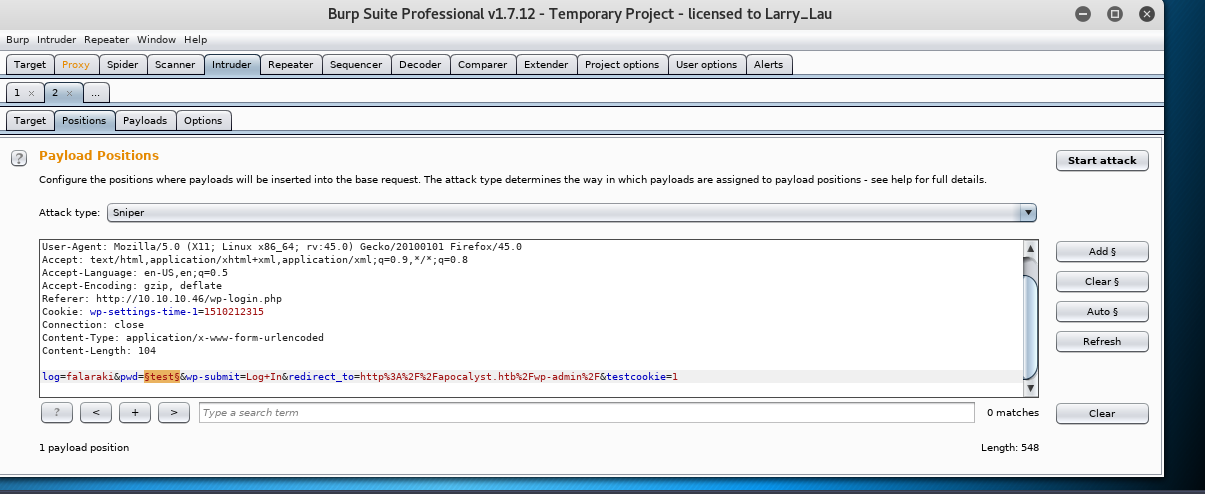 Burp Suite Professional v1.7.12 - Temporary Project - licensed to Larry_Lau
Burp Intruder Repeater Window Help
Target Proxy Spider Scanner Intruder Repeater Sequencer Decoder Comparer Extender Project options User options Alerts
1 × 2 × ...
Target Positions Payloads Options
? Payload Positions
Start attack
Configure the positions where payloads will be inserted into the base request. The attack type determines the way in which payloads are assigned to payload positions - see help for full details.
Attack type: Sniper
User-Agent: Mozilla/5.0 (X11; Linux x86_64; rv:45.0) Gecko/20100101 Firefox/45.0
Accept: text/html,application/xhtml+xml,application/xml;q=0.9,*/*;q=0.8
Accept-Language: en-US,en;q=0.5
Accept-Encoding: gzip, deflate
Referer: http://10.10.10.46/wp-login.php
Cookie: wp-settings-time-1=1510212315
Connection: close
Content-Type: application/x-www-form-urlencoded
Content-Length: 104
log=falaraki&pwd=§test§&wp-submit=Log+In&redirect_to=http%3A%2F%2Fapocalyst.htb%2Fwp-admin%2F&testcookie=1
Add §
Clear §
Auto §
Refresh
? < + > Type a search term 0 matches Clear
1 payload position Length: 548